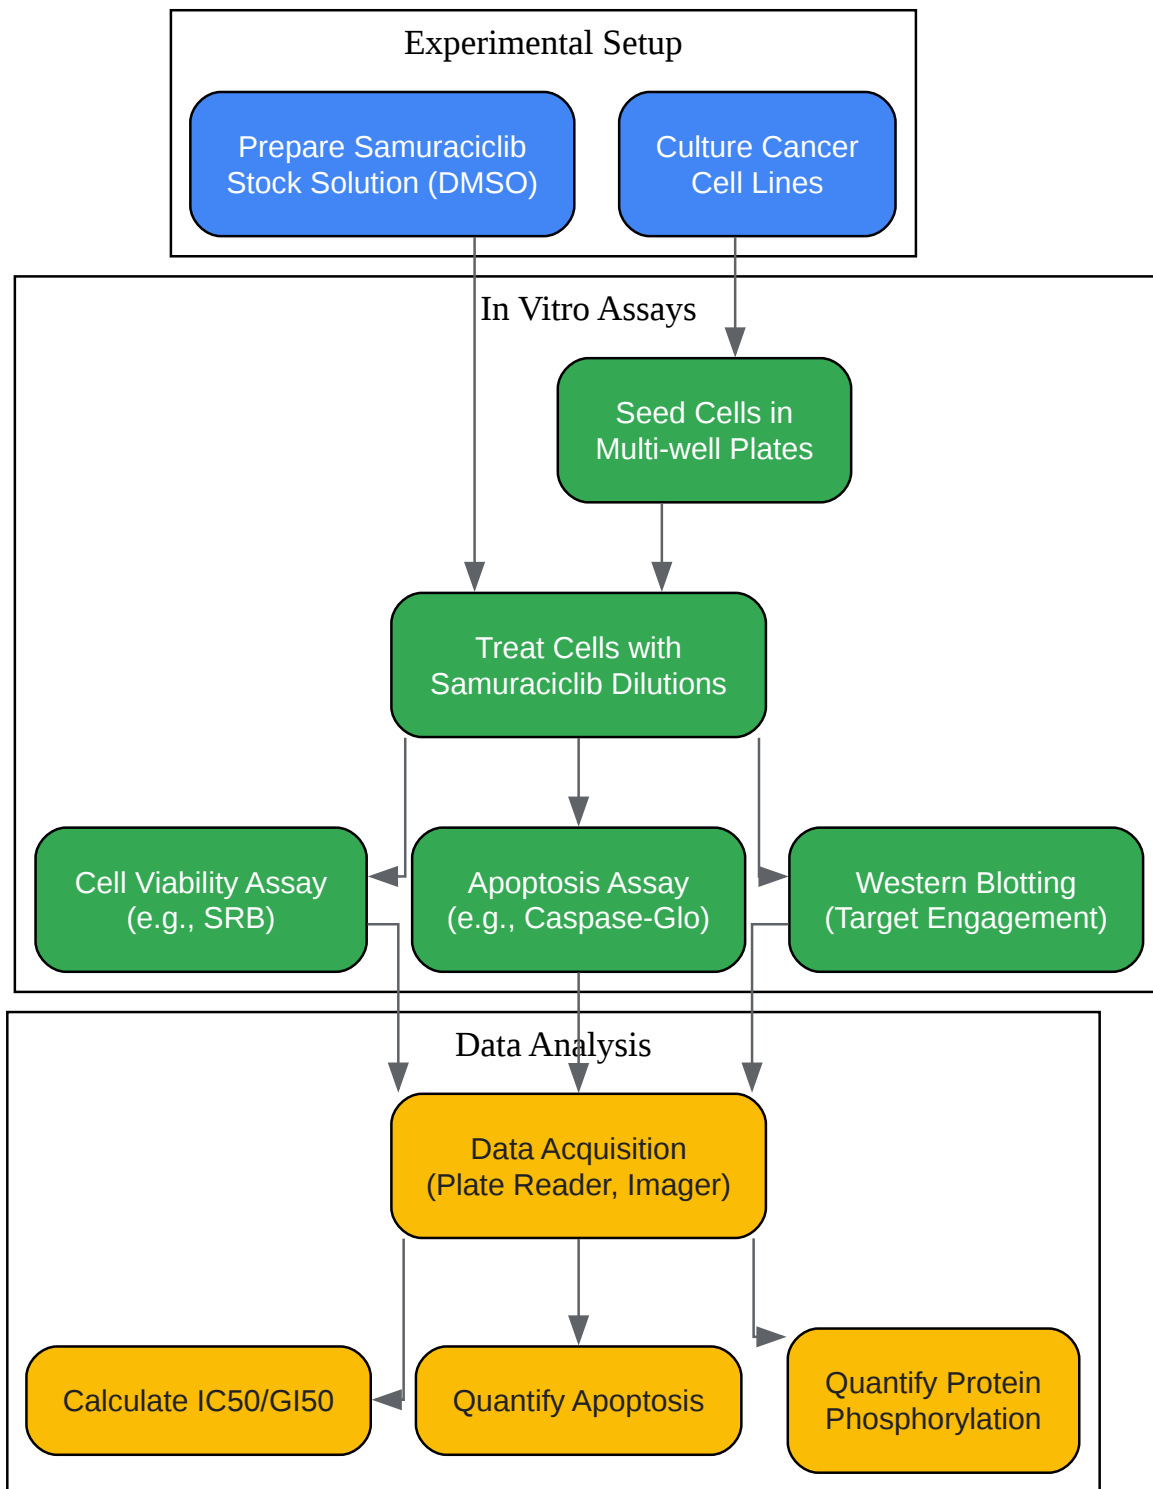 Experimental Setup
Prepare Samuraciclib
Stock Solution (DMSO)
Culture Cancer
Cell Lines
In Vitro Assays
Seed Cells in
Multi-well Plates
Treat Cells with
Samuraciclib Dilutions
Cell Viability Assay
(e.g., SRB)
Apoptosis Assay
(e.g., Caspase-Glo)
Western Blotting
(Target Engagement)
Data Analysis
Data Acquisition
(Plate Reader, Imager)
Calculate IC50/GI50
Quantify Apoptosis
Quantify Protein
Phosphorylation